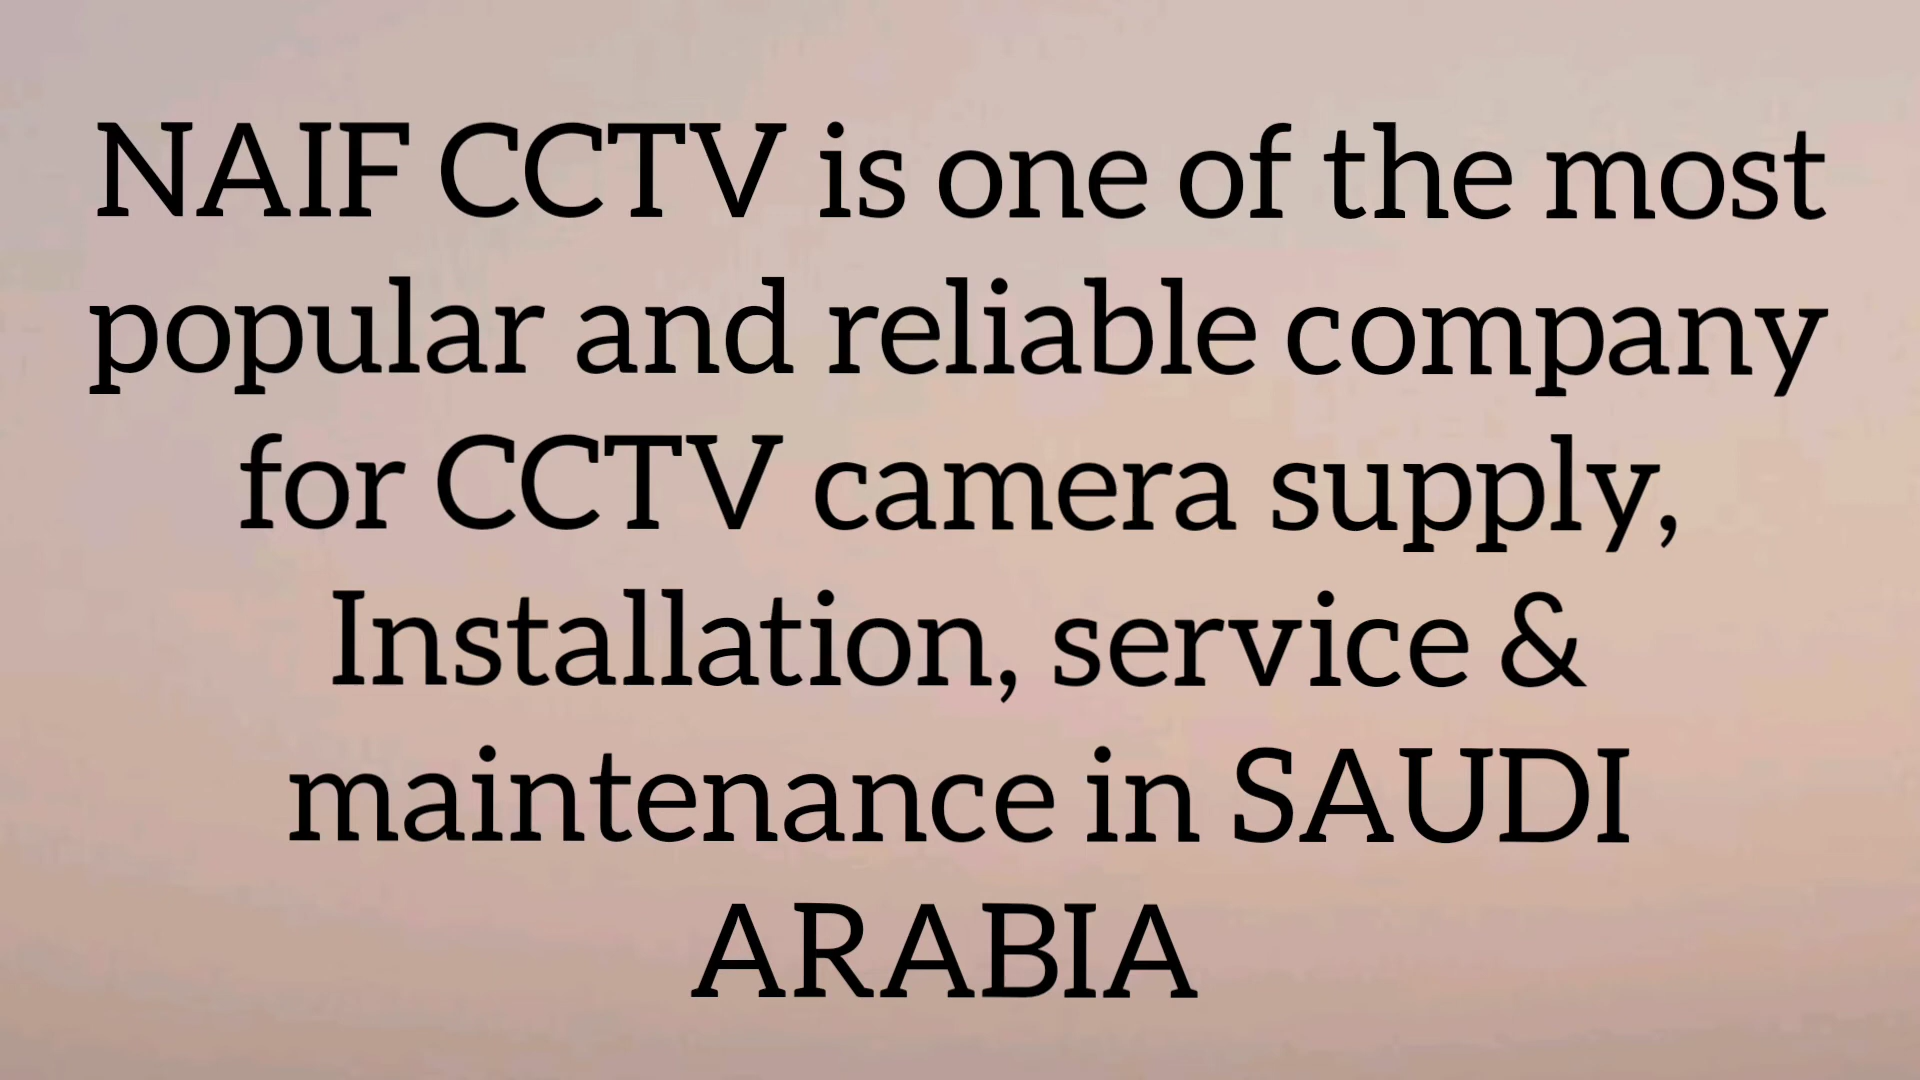 NAIF CCTV is one of the most
popular and reliable company
for CCTV camera supply,
Installation, service &
maintenance in SAUDI
ARABIA